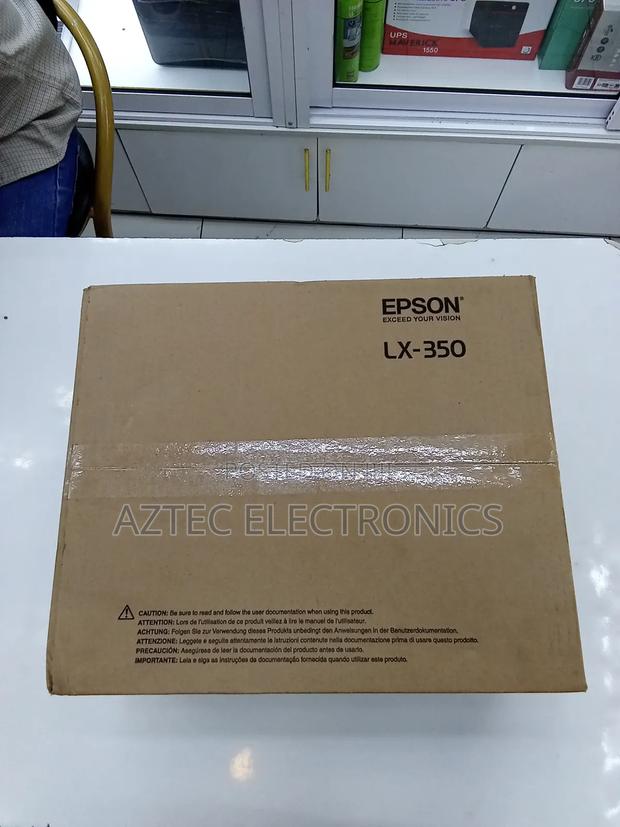 UPS
MAVERICK
1550
EPSON®
EXCEED YOUR VISION
LX-350
POSTED ON JIJI
AZTEC ELECTRONICS
CAUTION: Be sure to read and follow the user documentation when using this product.
ATTENTION: Lors de l'utilisation de ce produit veillez à lire le manuel de l'utilisateur.
ACHTUNG: Folgen Sie zur Verwendung dieses Produkts unbedingt den Anweisungen in der Benutzerdokumentation.
ATTENZIONE: Leggete e seguite attentamente le istruzioni contenute nella documentazione prima di usare questo prodotto.
PRECAUCIÓN: Asegúrese de leer la documentación del producto antes de usarlo.
IMPORTANTE: Leia e siga as instruções de documentação fornecida quando utilizar este produto.